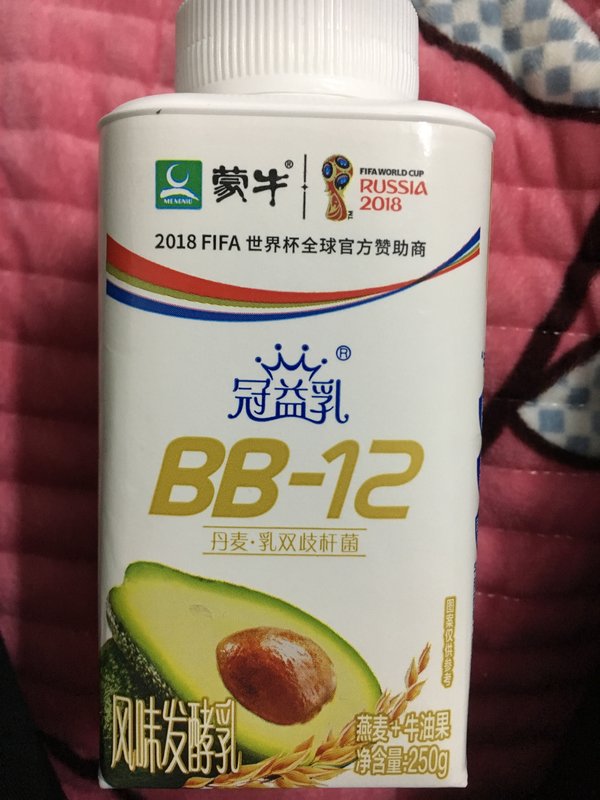 MENGNIU
蒙牛®
FIFA WORLD CUP
RUSSIA
2018
2018 FIFA 世界杯全球官方赞助商
冠益乳®
BB-12
丹麦·乳双歧杆菌
图案仅供参考
风味发酵乳
燕麦+牛油果
净含量:250g